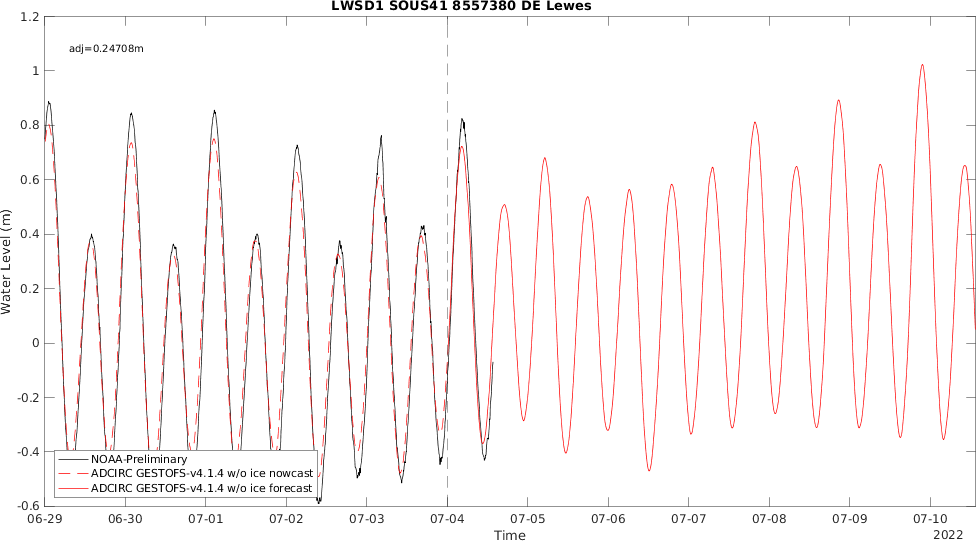 LWSD1 SOUS41 8557380 DE Lewes
adj=0.24708m
1.2
1
0.8
0.6
0.4
0.2
0
-0.2
-0.4
-0.6
Water Level (m)
NOAA-Preliminary
ADCIRC GESTOFS-v4.1.4 w/o ice nowcast
ADCIRC GESTOFS-v4.1.4 w/o ice forecast
06-29 06-30 07-01 07-02 07-03 07-04 07-05 07-06 07-07 07-08 07-09 07-10
Time
2022